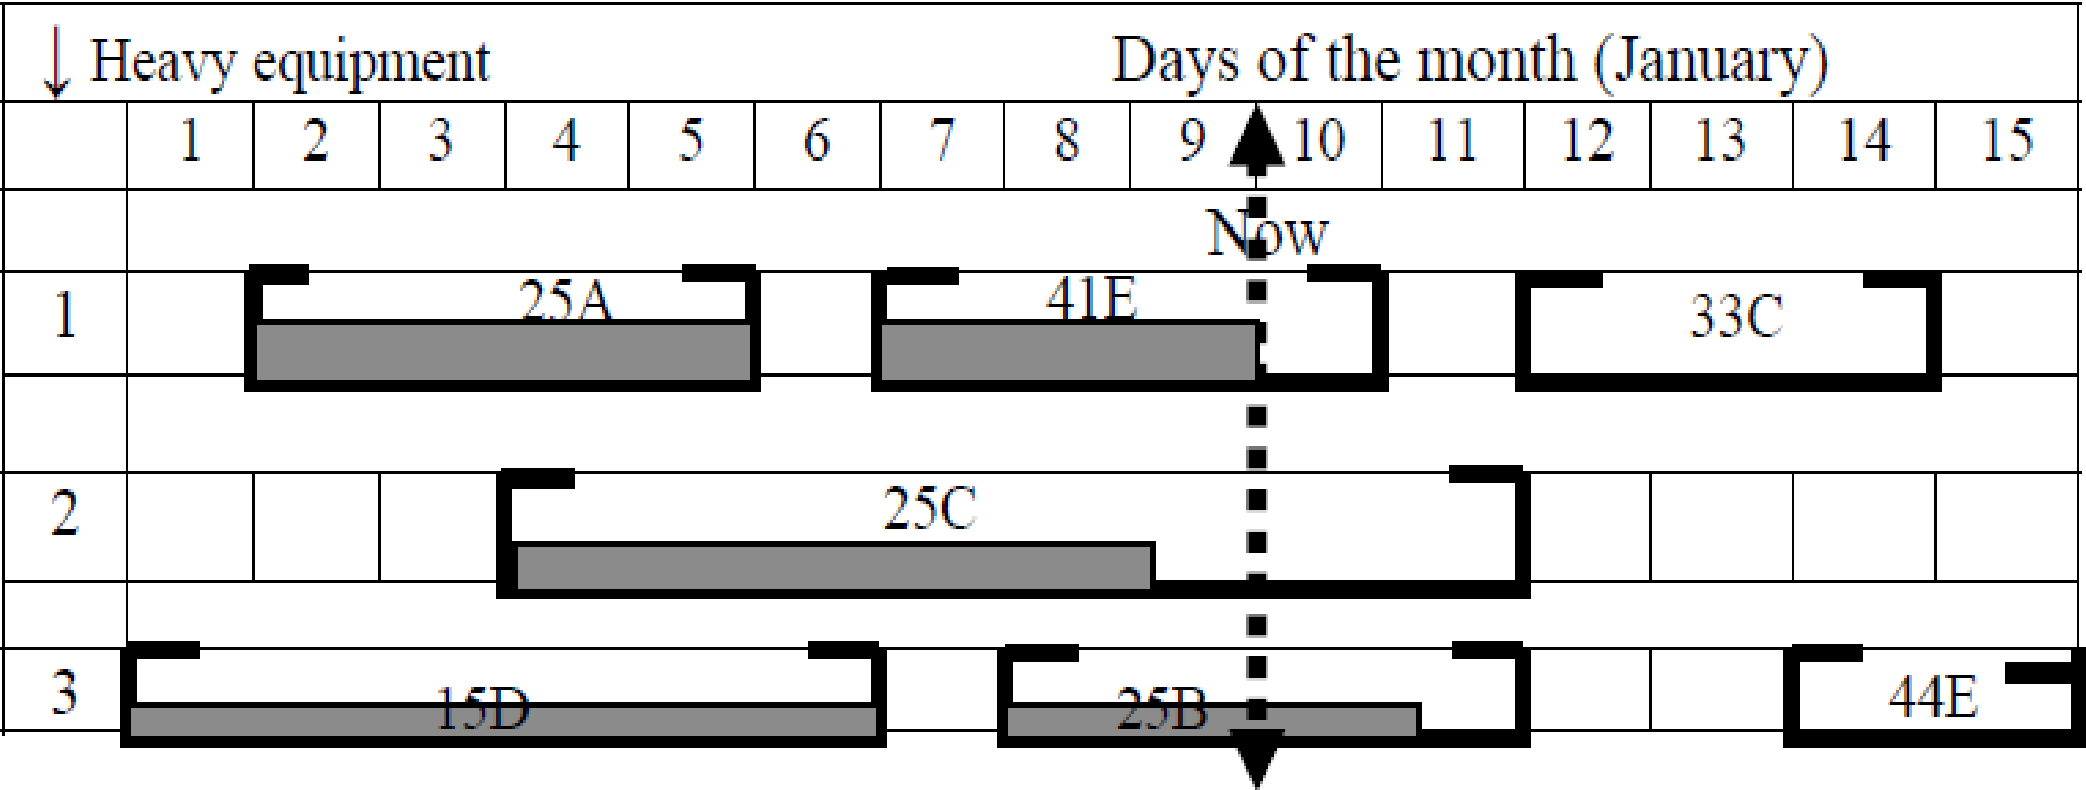 ↓ Heavy equipment Days of the month (January)
1 2 3 4 5 6 7 8 9 10 11 12 13 14 15
Now
1 25A 41E 33C
2 25C
3 15D 25B 44E